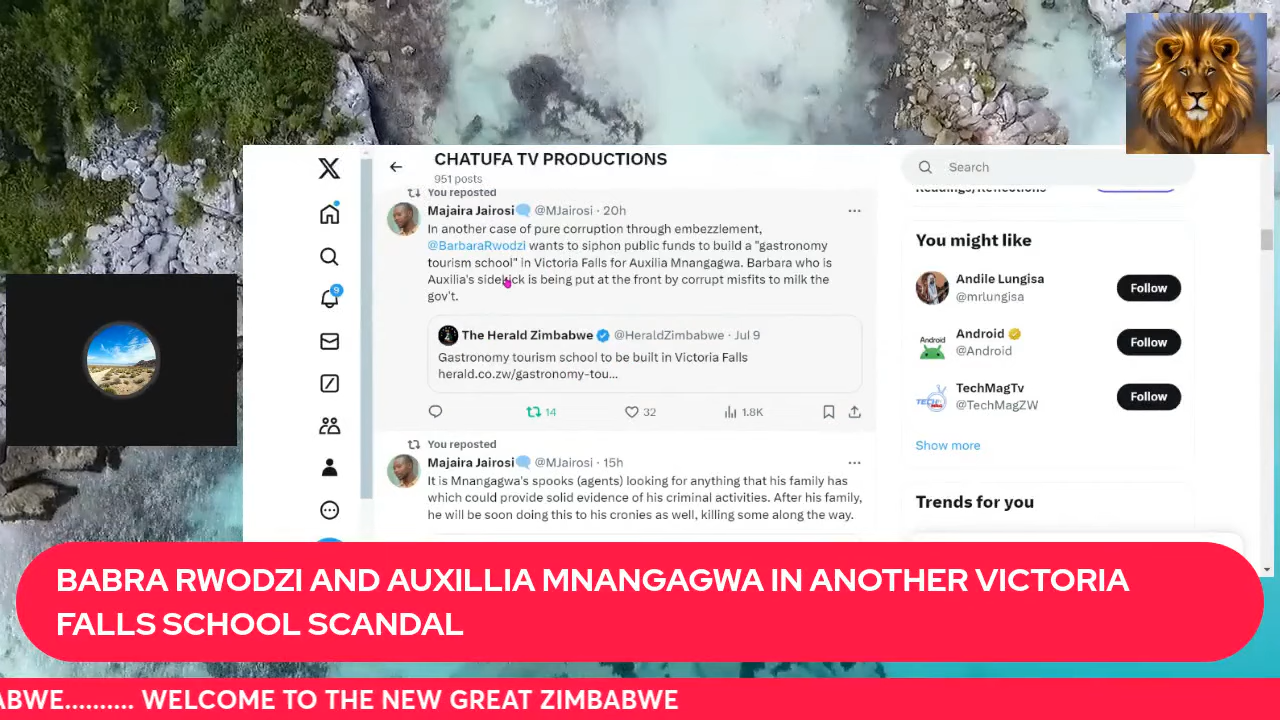 CHATUFA TV PRODUCTIONS
951 posts
Search
You reposted
Majaira Jairosi @MJairosi · 20h
In another case of pure corruption through embezzlement,
@BarbaraRwodzi wants to siphon public funds to build a "gastronomy
tourism school" in Victoria Falls for Auxilia Mnangagwa. Barbara who is
Auxilia's sidekick is being put at the front by corrupt misfits to milk the
gov't.
The Herald Zimbabwe @HeraldZimbabwe · Jul 9
Gastronomy tourism school to be built in Victoria Falls
herald.co.zw/gastronomy-tou...
14
32
1.8K
You reposted
Majaira Jairosi @MJairosi · 15h
It is Mnangagwa's spooks (agents) looking for anything that his family has
which could provide solid evidence of his criminal activities. After his family,
he will be soon doing this to his cronies as well, killing some along the way.
9
You might like
Andile Lungisa
@mrlungisa
Follow
Android
Android
@Android
Follow
TechMagTv
@TechMagZW
Follow
Show more
Trends for you
BABRA RWODZI AND AUXILLIA MNANGAGWA IN ANOTHER VICTORIA
FALLS SCHOOL SCANDAL
ABWE.......... WELCOME TO THE NEW GREAT ZIMBABWE